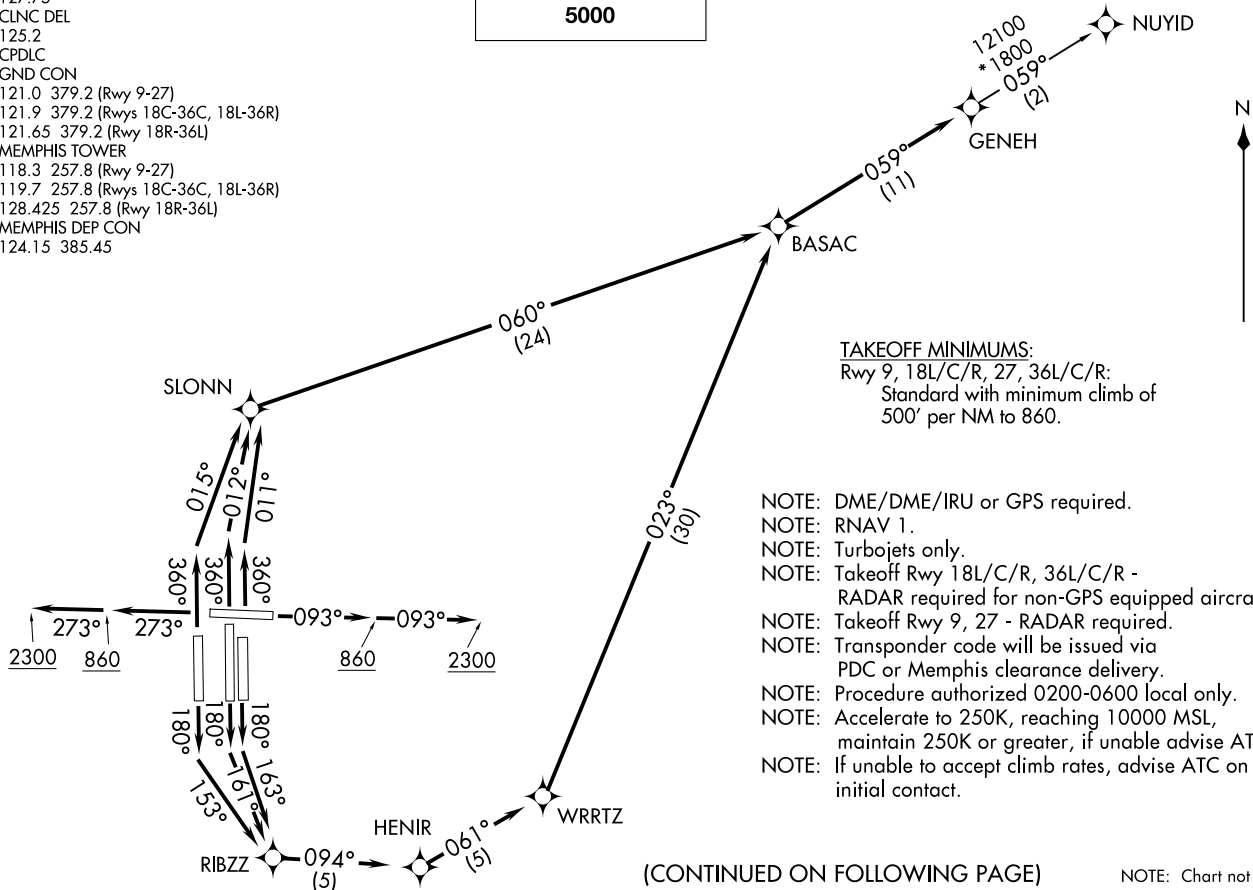 127.75
CLNC DEL
125.2
CPDLC
GND CON
121.0 379.2 (Rwy 9-27)
121.9 379.2 (Rwys 18C-36C, 18L-36R)
121.65 379.2 (Rwy 18R-36L)
MEMPHIS TOWER
118.3 257.8 (Rwy 9-27)
119.7 257.8 (Rwys 18C-36C, 18L-36R)
128.425 257.8 (Rwy 18R-36L)
MEMPHIS DEP CON
124.15 385.45
5000
NUYID
12100
*1800
059°
(2)
GENEH
N
059°
(11)
BASAC
060°
(24)
SLONN
015°
012°
011°
360°
360°
360°
023°
(30)
273°
273°
093°
093°
2300
860
860
2300
180°
180°
180°
153°
161°
163°
RIBZZ
094°
(5)
HENIR
061°
(5)
WRRTZ
TAKEOFF MINIMUMS:
Rwy 9, 18L/C/R, 27, 36L/C/R:
Standard with minimum climb of
500' per NM to 860.
NOTE: DME/DME/IRU or GPS required.
NOTE: RNAV 1.
NOTE: Turbojets only.
NOTE: Takeoff Rwy 18L/C/R, 36L/C/R -
RADAR required for non-GPS equipped aircra
NOTE: Takeoff Rwy 9, 27 - RADAR required.
NOTE: Transponder code will be issued via
PDC or Memphis clearance delivery.
NOTE: Procedure authorized 0200-0600 local only.
NOTE: Accelerate to 250K, reaching 10000 MSL,
maintain 250K or greater, if unable advise AT
NOTE: If unable to accept climb rates, advise ATC on
initial contact.
(CONTINUED ON FOLLOWING PAGE)
NOTE: Chart not